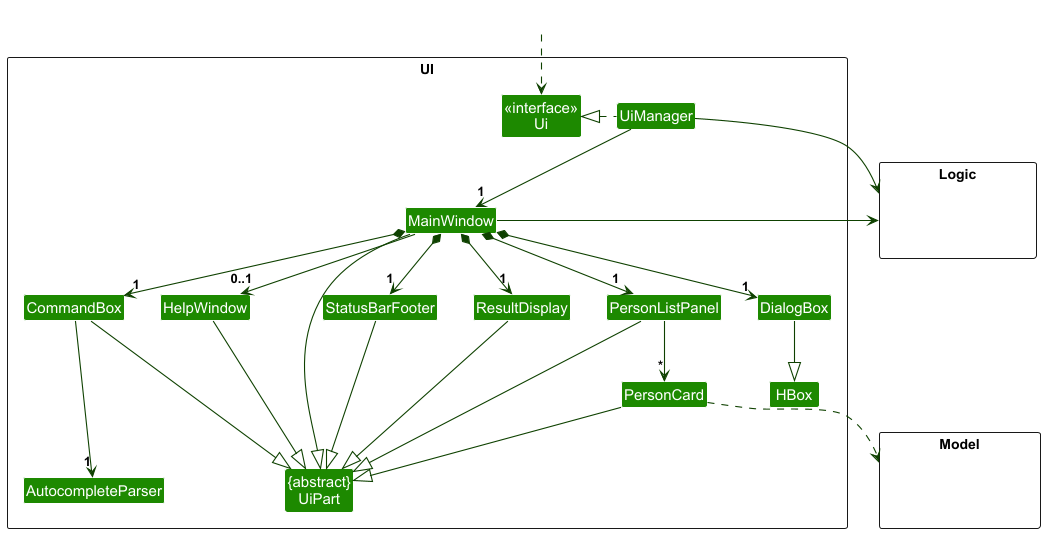 UI
«interface»
Ui
UiManager
Logic
1
MainWindow
1
0..1
1
1
1
1
CommandBox
HelpWindow
StatusBarFooter
ResultDisplay
PersonListPanel
DialogBox
*
PersonCard
HBox
Model
1
AutocompleteParser
{abstract}
UiPart